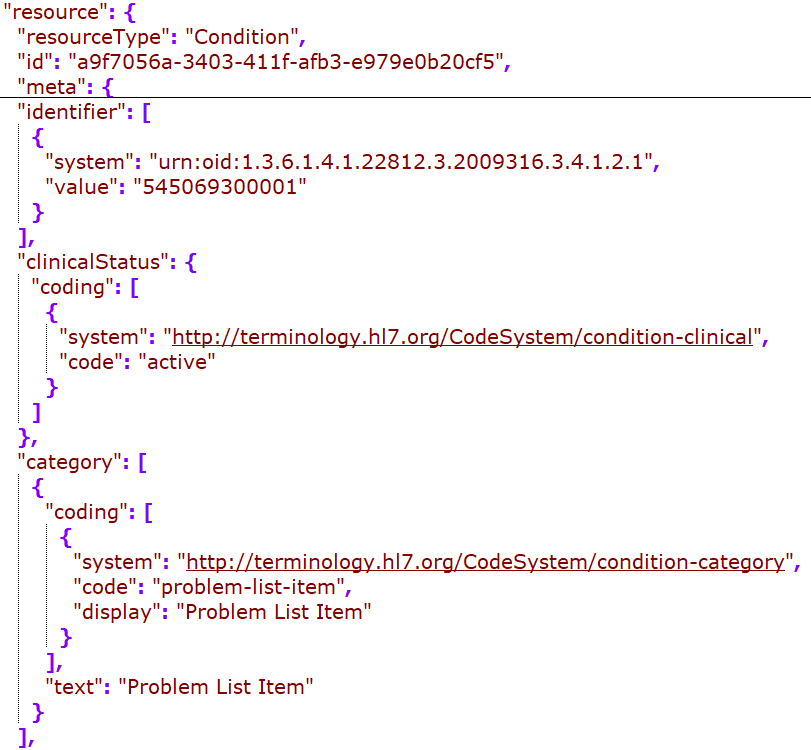 "resource": {
"resourceType": "Condition",
"id": "a9f7056a-3403-411f-afb3-e979e0b20cf5",
"meta": {
"identifier": [
{
"system": "urn:oid:1.3.6.1.4.1.22812.3.2009316.3.4.1.2.1",
"value": "545069300001"
}
],
"clinicalStatus": {
"coding": [
{
"system": "http://terminology.hl7.org/CodeSystem/condition-clinical",
"code": "active"
}
]
},
"category": [
{
"coding": [
{
"system": "http://terminology.hl7.org/CodeSystem/condition-category",
"code": "problem-list-item",
"display": "Problem List Item"
}
],
"text": "Problem List Item"
}
],